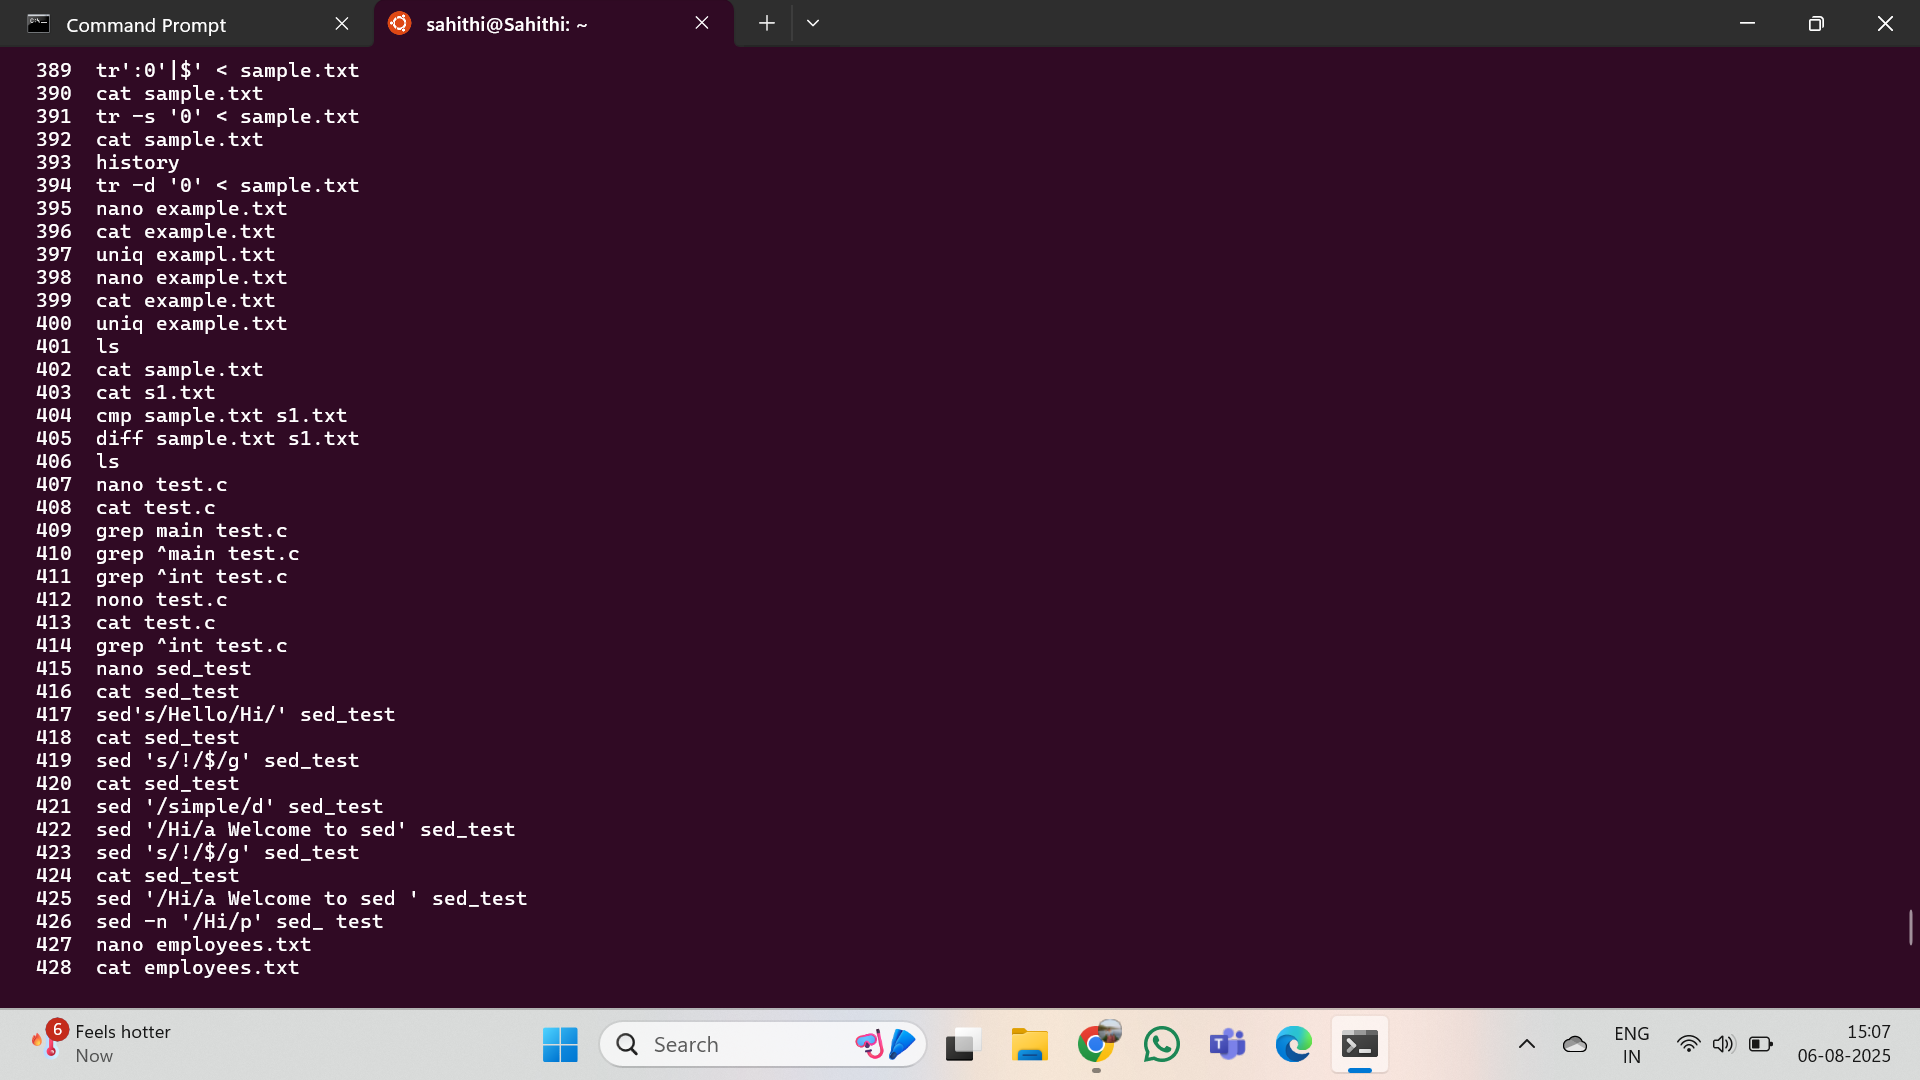 Command Prompt
sahithi@Sahithi: ~
389 tr':0'|$' < sample.txt
390 cat sample.txt
391 tr -s '0' < sample.txt
392 cat sample.txt
393 history
394 tr -d '0' < sample.txt
395 nano example.txt
396 cat example.txt
397 uniq exampl.txt
398 nano example.txt
399 cat example.txt
400 uniq example.txt
401 ls
402 cat sample.txt
403 cat s1.txt
404 cmp sample.txt s1.txt
405 diff sample.txt s1.txt
406 ls
407 nano test.c
408 cat test.c
409 grep main test.c
410 grep ^main test.c
411 grep ^int test.c
412 nono test.c
413 cat test.c
414 grep ^int test.c
415 nano sed_test
416 cat sed_test
417 sed's/Hello/Hi/' sed_test
418 cat sed_test
419 sed 's/!/$/g' sed_test
420 cat sed_test
421 sed '/simple/d' sed_test
422 sed '/Hi/a Welcome to sed' sed_test
423 sed 's/!/$/g' sed_test
424 cat sed_test
425 sed '/Hi/a Welcome to sed ' sed_test
426 sed -n '/Hi/p' sed_ test
427 nano employees.txt
428 cat employees.txt
6
Feels hotter
Now
Search
ENG
IN
15:07
06-08-2025